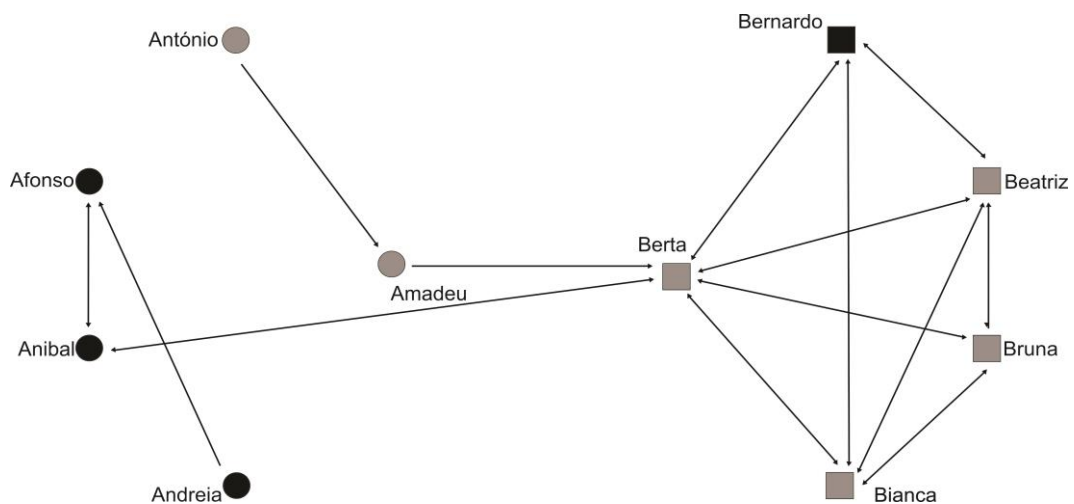 António
Bernardo
Afonso
Beatriz
Berta
Amadeu
Anibal
Bruna
Andreia
Bianca